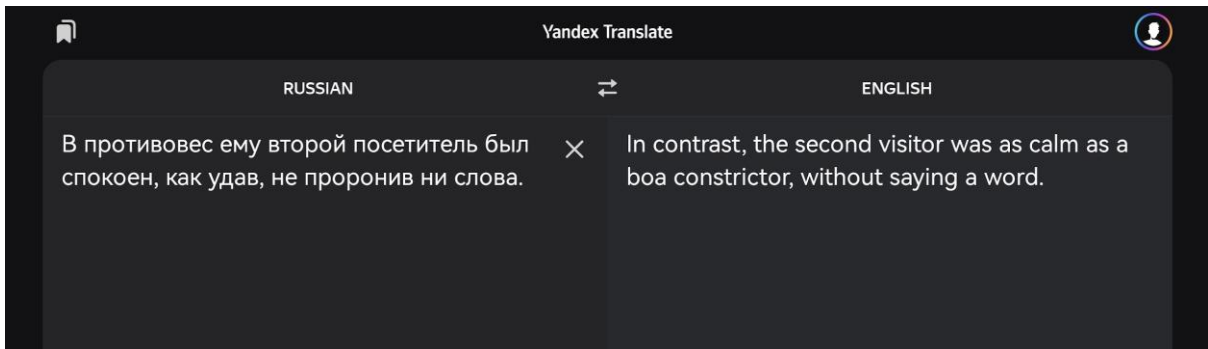 Yandex Translate
RUSSIAN
ENGLISH
В противовес ему второй посетитель был
спокоен, как удав, не проронив ни слова.
In contrast, the second visitor was as calm as a
boa constrictor, without saying a word.